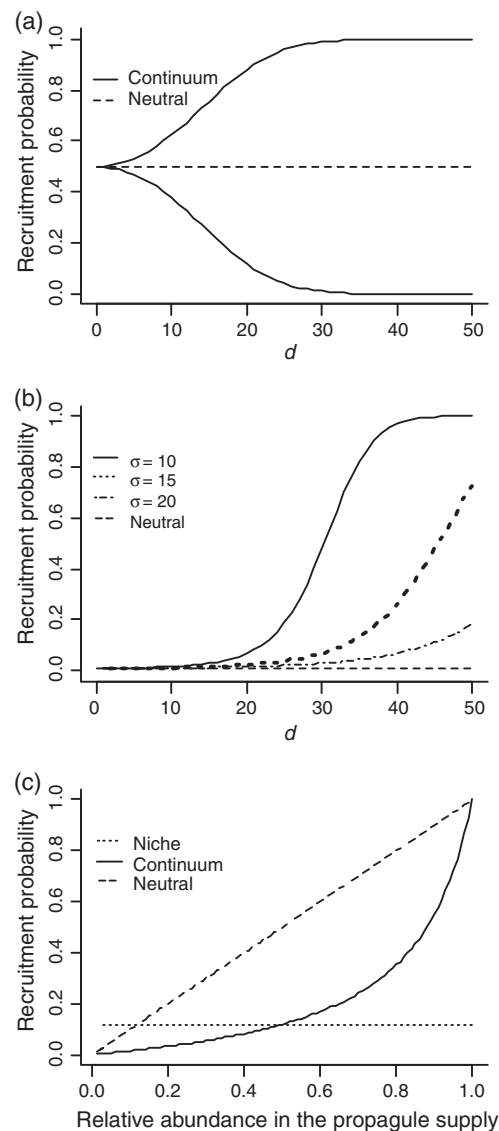 (a)
Recruitment probability
1.0
0.8
0.6
0.4
0.2
0.0
Continuum
Neutral
0 10 20 30 40 50
d
(b)
Recruitment probability
1.0
0.8
0.6
0.4
0.2
0.0
σ= 10
σ= 15
σ= 20
Neutral
0 10 20 30 40 50
d
(c)
Recruitment probability
1.0
0.8
0.6
0.4
0.2
0.0
Niche
Continuum
Neutral
0.0 0.2 0.4 0.6 0.8 1.0
Relative abundance in the propagule supply